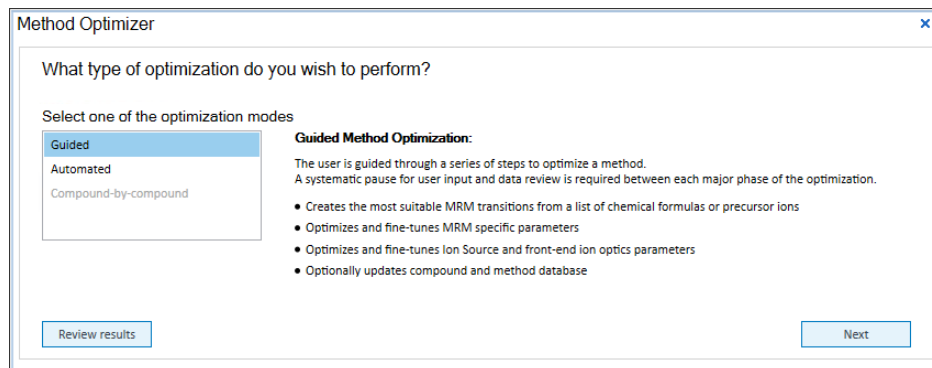 Method Optimizer
×
What type of optimization do you wish to perform?
Select one of the optimization modes
Guided
Automated
Compound-by-compound
Guided Method Optimization:
The user is guided through a series of steps to optimize a method.
A systematic pause for user input and data review is required between each major phase of the optimization.
● Creates the most suitable MRM transitions from a list of chemical formulas or precursor ions
● Optimizes and fine-tunes MRM specific parameters
● Optimizes and fine-tunes Ion Source and front-end ion optics parameters
● Optionally updates compound and method database
Review results
Next